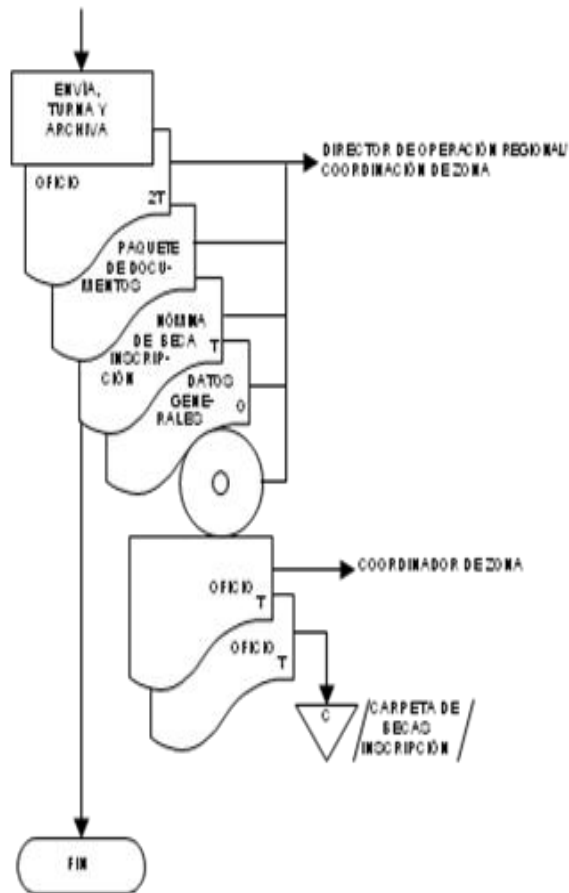 ENVÍA,
TURNA Y
ARCHIVA
DIRECTOR DE OPERACIÓN REGIONAL/
COORDINACIÓN DE ZONA
OFICIO
2T
PAQUETE
DE DOCU-
MENTOS
NÓMINA
DE BECA
INSCRIP-
CIÓN
T
DATOS
GENE-
RALES
O
COORDINADOR DE ZONA
OFICIO
T
OFICIO
T
C
/CARPETA DE
BECAS
INSCRIPCIÓN/
FIN